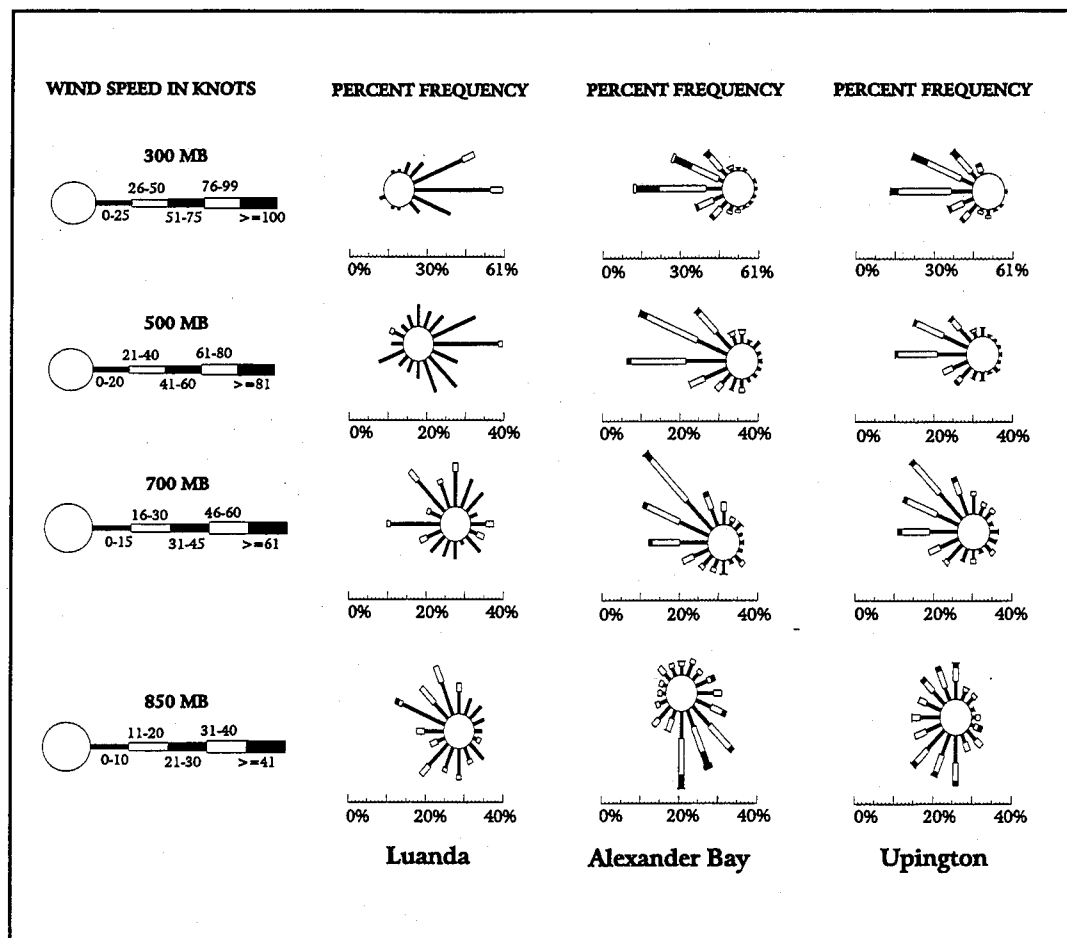 WIND SPEED IN KNOTS PERCENT FREQUENCY PERCENT FREQUENCY PERCENT FREQUENCY
300 MB
26-50 76-99
0-25 51-75 >=100
0% 30% 61% 0% 30% 61% 0% 30% 61%
500 MB
21-40 61-80
0-20 41-60 >=81
0% 20% 40% 0% 20% 40% 0% 20% 40%
700 MB
16-30 46-60
0-15 31-45 >=61
0% 20% 40% 0% 20% 40% 0% 20% 40%
850 MB
11-20 31-40
0-10 21-30 >=41
0% 20% 40% 0% 20% 40% 0% 20% 40%
Luanda Alexander Bay Upington